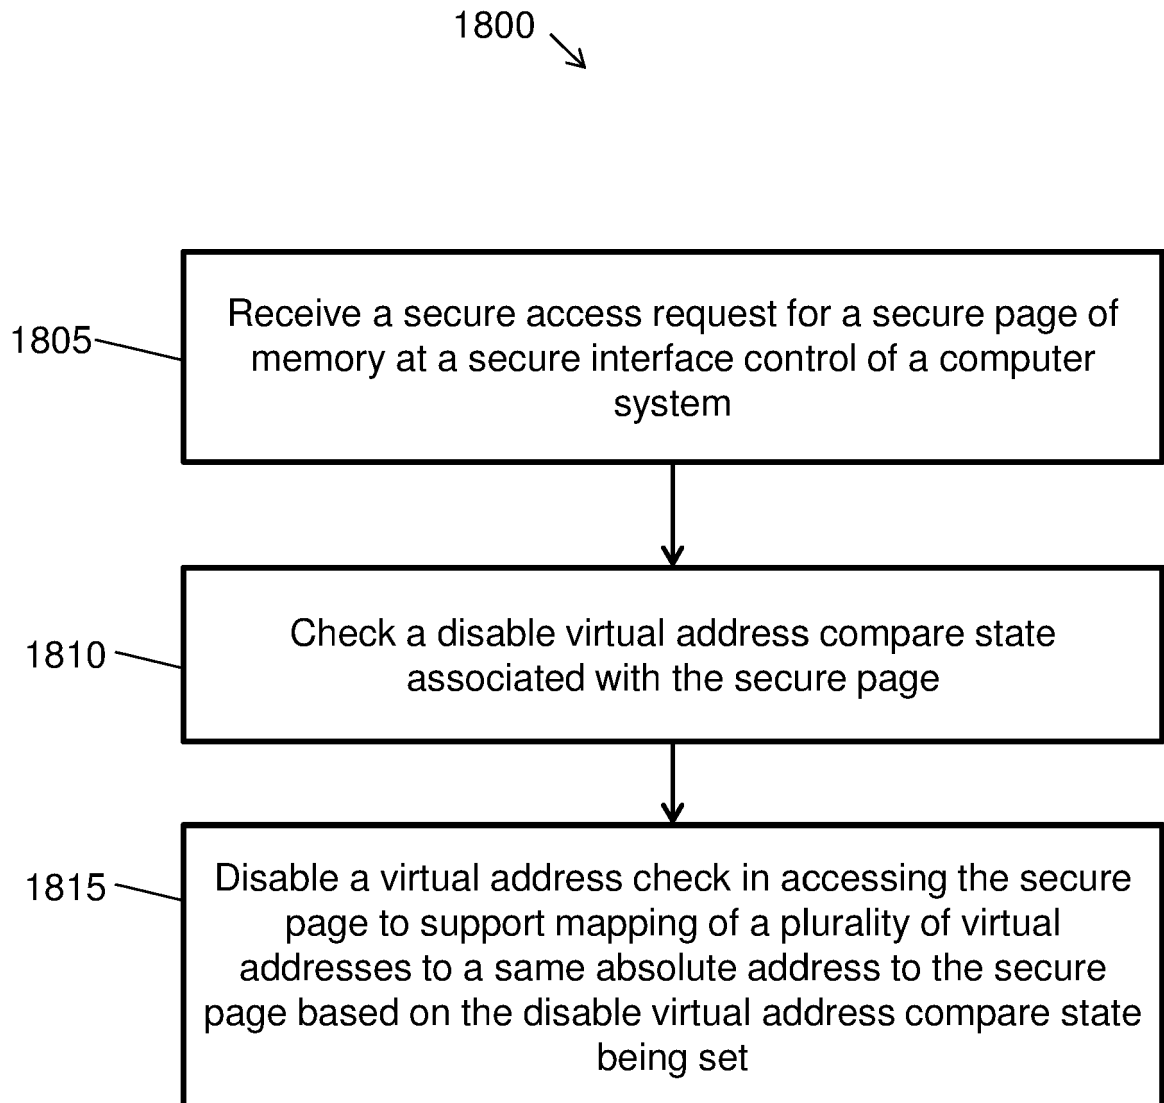 1800
1805
Receive a secure access request for a secure page of
memory at a secure interface control of a computer
system
1810
Check a disable virtual address compare state
associated with the secure page
1815
Disable a virtual address check in accessing the secure
page to support mapping of a plurality of virtual
addresses to a same absolute address to the secure
page based on the disable virtual address compare state
being set